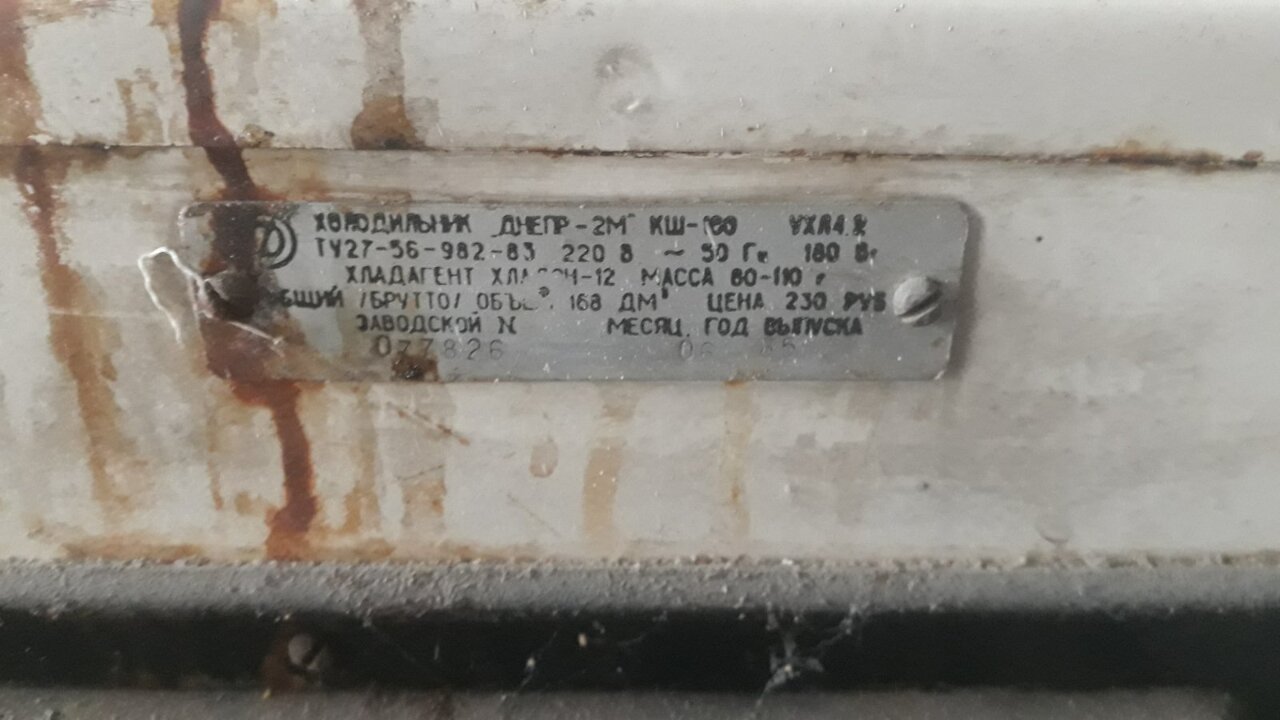 ХОЛОДИЛЬНИК „ДНЕПР-2М" КШ-160 УХЛ4.2
ТУ27-56-982-83 220 В ~ 50 Гц 180 Вт
ХЛАДАГЕНТ ХЛАДОН-12 МАССА 80-110 г
ОБЩИЙ /БРУТТО/ ОБЪЕМ 168 ДМ³ ЦЕНА 230 РУБ
ЗАВОДСКОЙ N МЕСЯЦ, ГОД ВЫПУСКА
077826 06